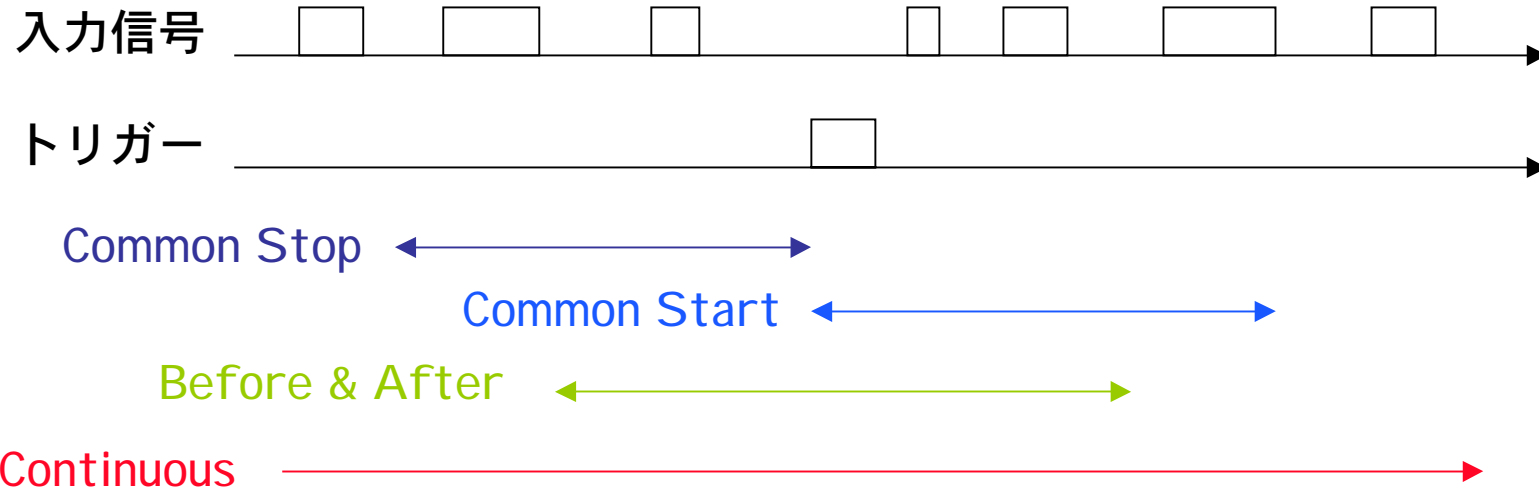 入力信号
トリガー
Common Stop
Common Start
Before & After
Continuous